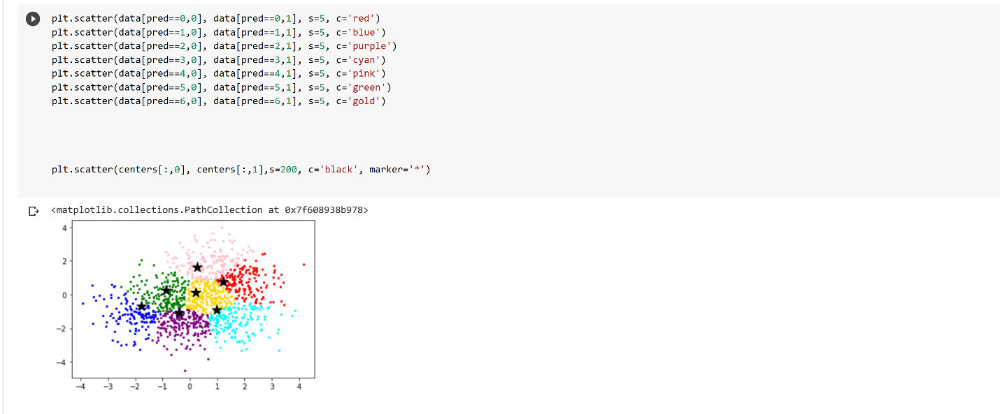 plt.scatter(data[pred==0,0], data[pred==0,1], s=5, c='red')
plt.scatter(data[pred==1,0], data[pred==1,1], s=5, c='blue')
plt.scatter(data[pred==2,0], data[pred==2,1], s=5, c='purple')
plt.scatter(data[pred==3,0], data[pred==3,1], s=5, c='cyan')
plt.scatter(data[pred==4,0], data[pred==4,1], s=5, c='pink')
plt.scatter(data[pred==5,0], data[pred==5,1], s=5, c='green')
plt.scatter(data[pred==6,0], data[pred==6,1], s=5, c='gold')
plt.scatter(centers[:,0], centers[:,1],s=200, c='black', marker='*')
<matplotlib.collections.PathCollection at 0x7f608938b978>
4
2
0
−2
−4
−4 −3 −2 −1 0 1 2 3 4